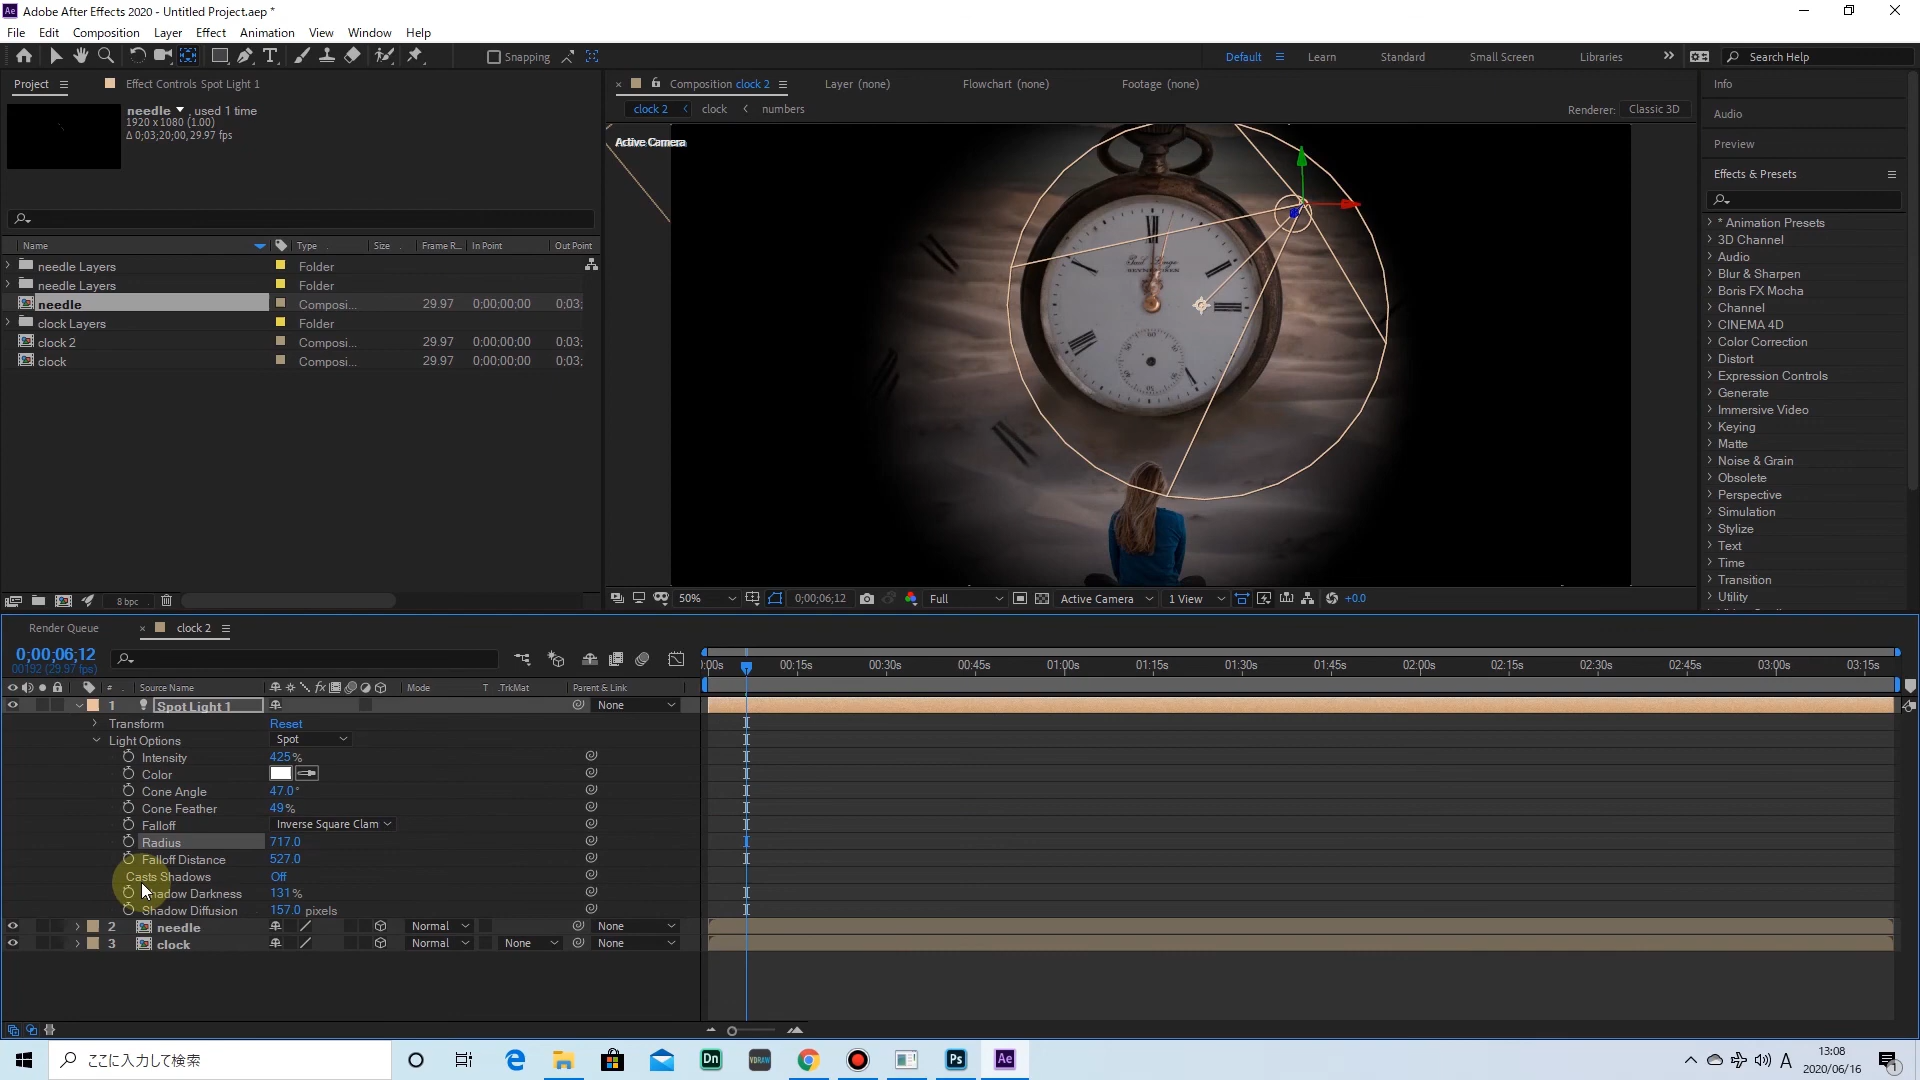 Adobe After Effects 2020 - Untitled Project.aep *
File Edit Composition Layer Effect Animation View Window Help
Snapping
Default Learn Standard Small Screen Libraries Search Help
Project Effect Controls Spot Light 1
needle , used 1 time
1920 x 1080 (1.00)
Δ 0;03;20;00, 29.97 fps
Name Type Size Frame R... In Point Out Point
needle Layers Folder
needle Layers Folder
needle Composi... 29.97 0;00;00;00 0;03;
clock Layers Folder
clock 2 Composi... 29.97 0;00;00;00 0;03;
clock Composi... 29.97 0;00;00;00 0;03;
8 bpc
Composition clock 2 Layer (none) Flowchart (none) Footage (none)
clock 2 clock numbers
Renderer: Classic 3D
Active Camera
50% 0;00;06;12 Full Active Camera 1 View +0.0
Info
Audio
Preview
Effects & Presets
* Animation Presets
3D Channel
Audio
Blur & Sharpen
Boris FX Mocha
Channel
CINEMA 4D
Color Correction
Distort
Expression Controls
Generate
Immersive Video
Keying
Matte
Noise & Grain
Obsolete
Perspective
Simulation
Stylize
Text
Time
Transition
Utility
Render Queue clock 2
0;00;06;12
00192 (29.97 fps)
:00s 00:15s 00:30s 00:45s 01:00s 01:15s 01:30s 01:45s 02:00s 02:15s 02:30s 02:45s 03:00s 03:15s
# Source Name Mode T .TrkMat Parent & Link
1 Spot Light 1 None
Transform Reset
Light Options Spot
Intensity 425%
Color
Cone Angle 47.0°
Cone Feather 49%
Falloff Inverse Square Clam
Radius 717.0
Falloff Distance 527.0
Casts Shadows Off
Shadow Darkness 131%
Shadow Diffusion 157.0 pixels
2 needle Normal None
3 clock Normal None None
ここに入力して検索
Dn VDRAW Ps Ae
A 13:08
2020/06/16